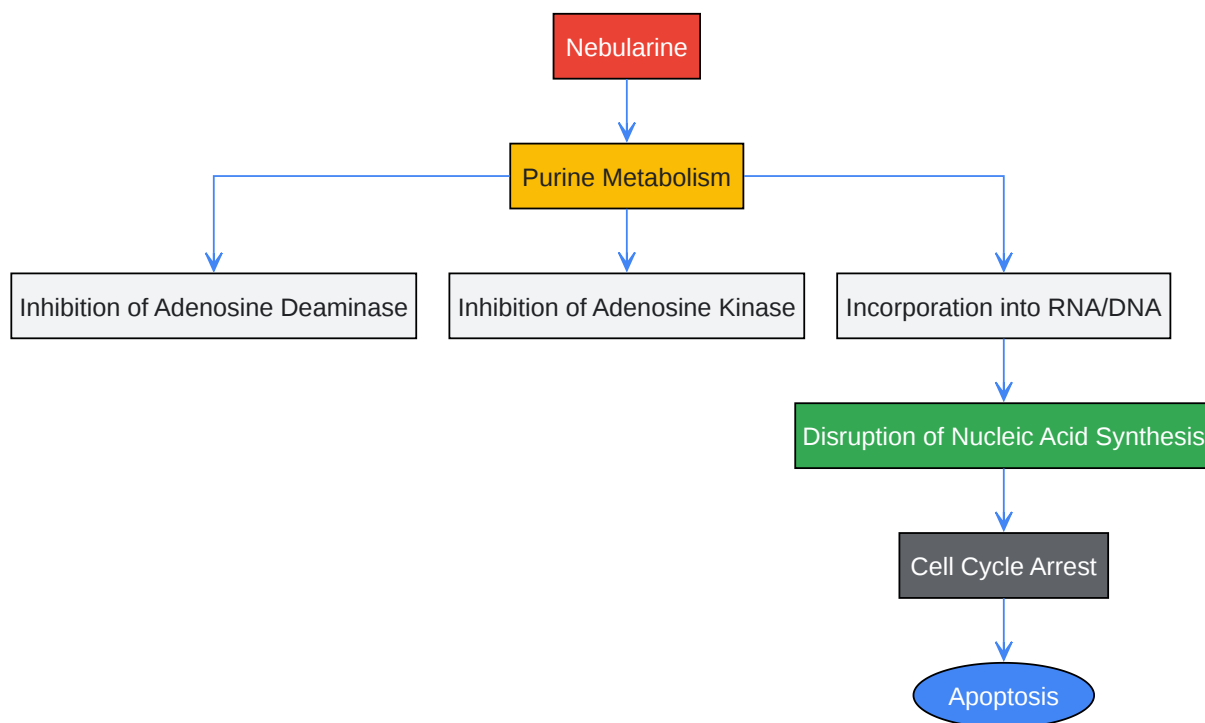 Nebularine
Purine Metabolism
Inhibition of Adenosine Deaminase
Inhibition of Adenosine Kinase
Incorporation into RNA/DNA
Disruption of Nucleic Acid Synthesis
Cell Cycle Arrest
Apoptosis